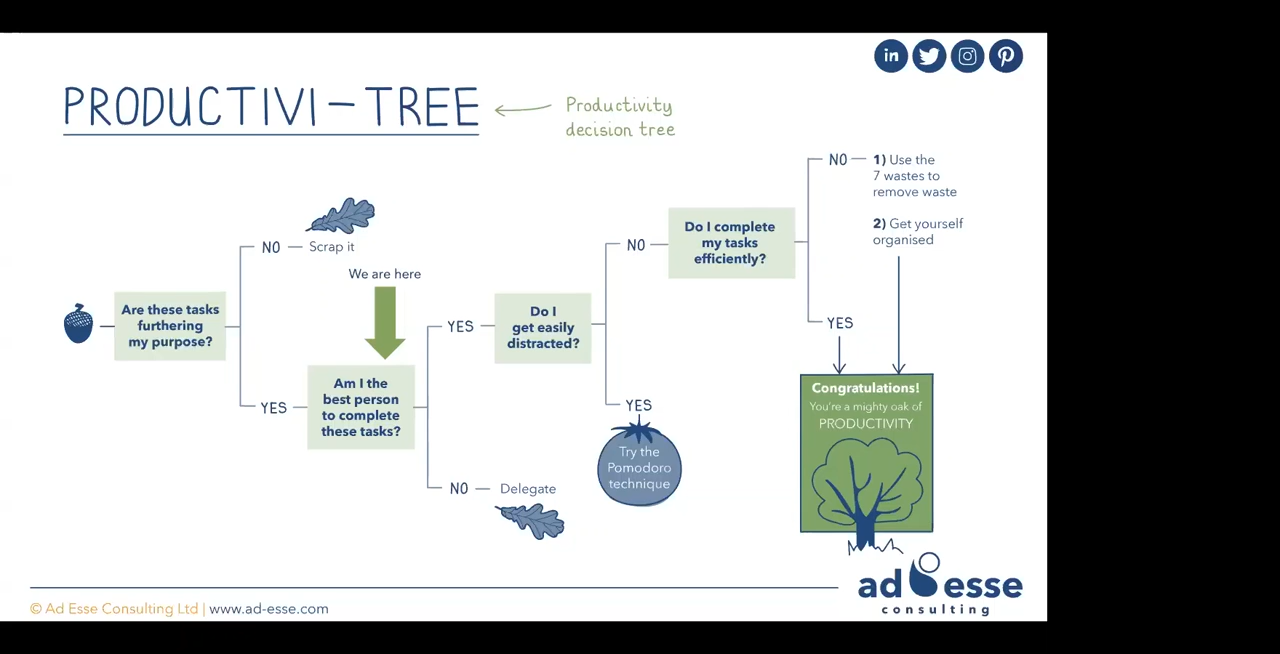 in
PRODUCTIVI-TREE
Productivity
decision tree
NO
1) Use the
7 wastes to
remove waste
2) Get yourself
organised
Do I complete
my tasks
efficiently?
NO
NO
Scrap it
We are here
Are these tasks
furthering
my purpose?
YES
Do I
get easily
distracted?
YES
YES
Am I the
best person
to complete
these tasks?
YES
Try the
Pomodoro
technique
Congratulations!
You're a mighty oak of
PRODUCTIVITY
NO
Delegate
© Ad Esse Consulting Ltd | www.ad-esse.com
ad esse
consulting